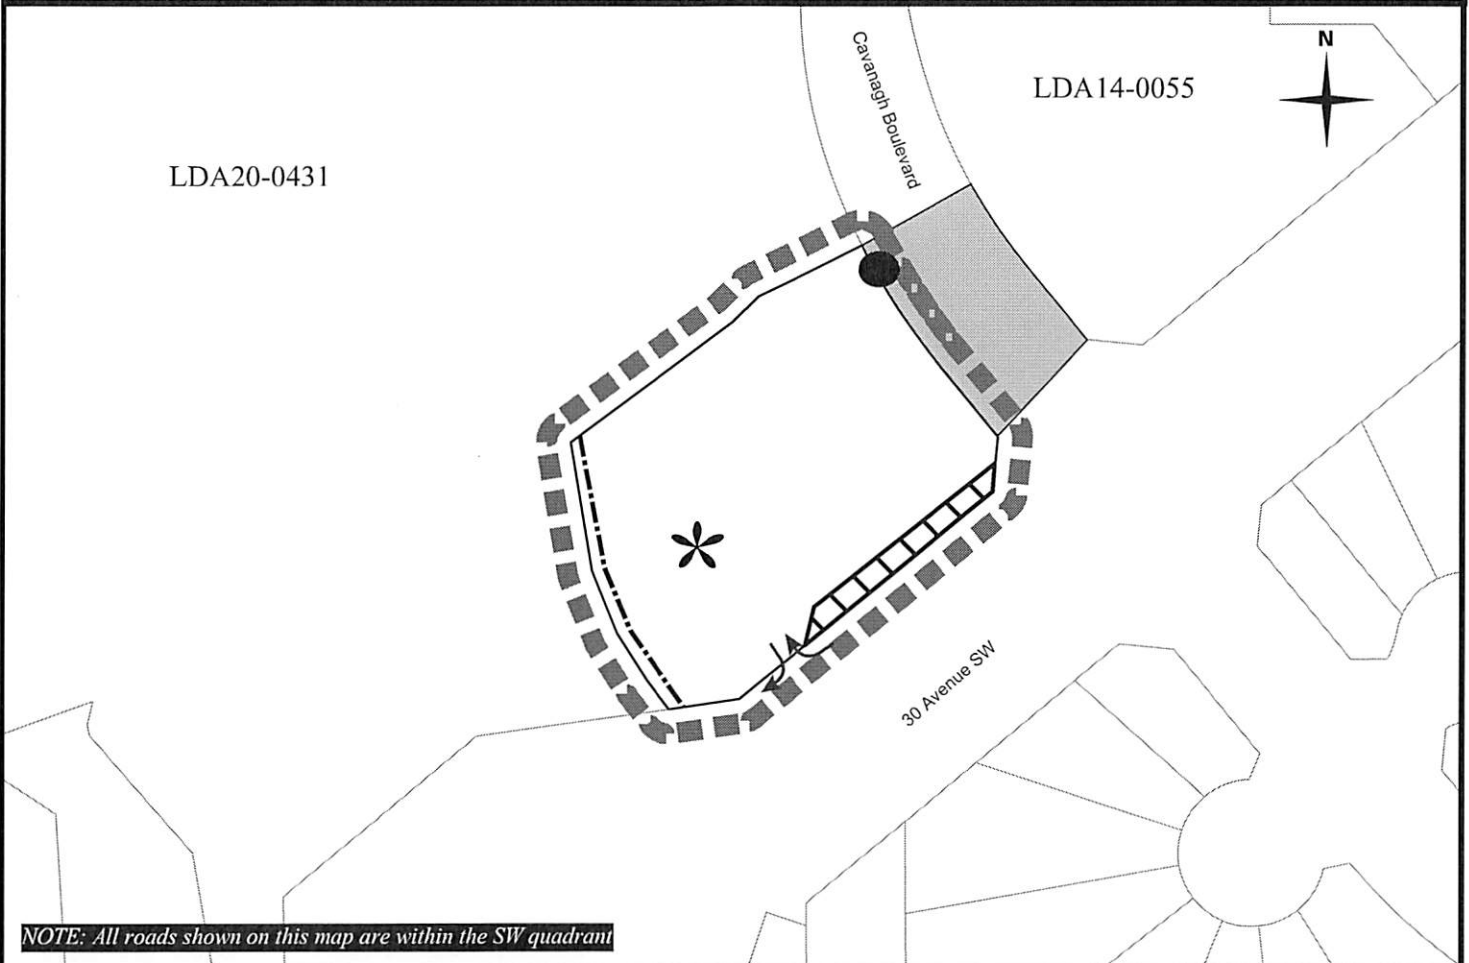 Cavanagh Boulevard
N
LDA14-0055
LDA20-0431
30 Avenue SW
NOTE: All roads shown on this map are within the SW quadrant